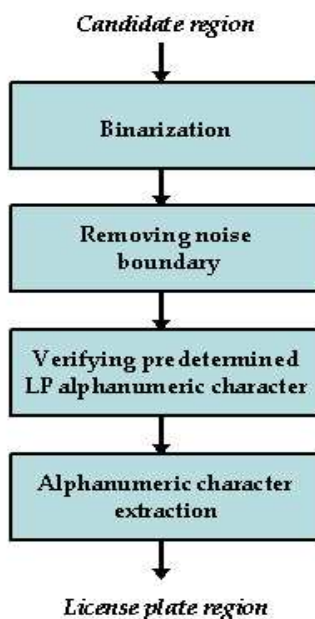 Candidate region
Binarization
Removing noise
boundary
Verifying predetermined
LP alphanumeric character
Alphanumeric character
extraction
License plate region